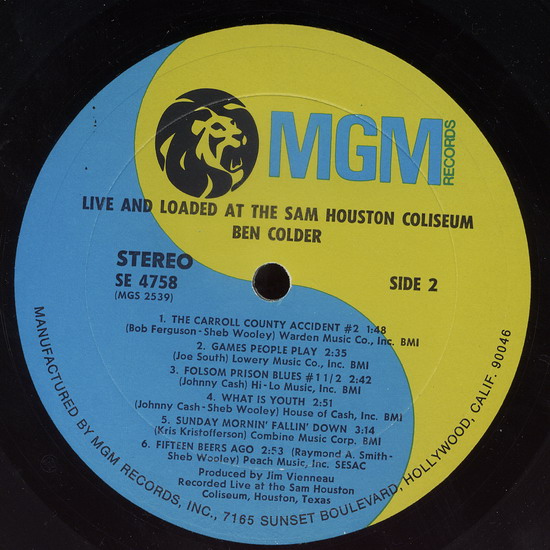 MGM RECORDS
LIVE AND LOADED AT THE SAM HOUSTON COLISEUM
BEN COLDER
STEREO
SE 4758
(MGS 2539)
SIDE 2
1. THE CARROLL COUNTY ACCIDENT #2 1:48
(Bob Ferguson-Sheb Wooley) Warden Music Co., Inc. BMI
2. GAMES PEOPLE PLAY 2:35
(Joe South) Lowery Music Co., Inc. BMI
3. FOLSOM PRISON BLUES #1 1/2 2:42
(Johnny Cash) Hi-Lo Music, Inc. BMI
4. WHAT IS YOUTH 2:51
(Johnny Cash-Sheb Wooley) House of Cash, Inc. BMI
5. SUNDAY MORNIN' FALLIN' DOWN 3:14
(Kris Kristofferson) Combine Music Corp. BMI
6. FIFTEEN BEERS AGO 2:53 (Raymond A. Smith-
Sheb Wooley) Peach Music, Inc. SESAC
Produced by Jim Vienneau
Recorded Live at the Sam Houston
Coliseum, Houston, Texas
MANUFACTURED BY MGM RECORDS, INC., 7165 SUNSET BOULEVARD, HOLLYWOOD, CALIF. 90046